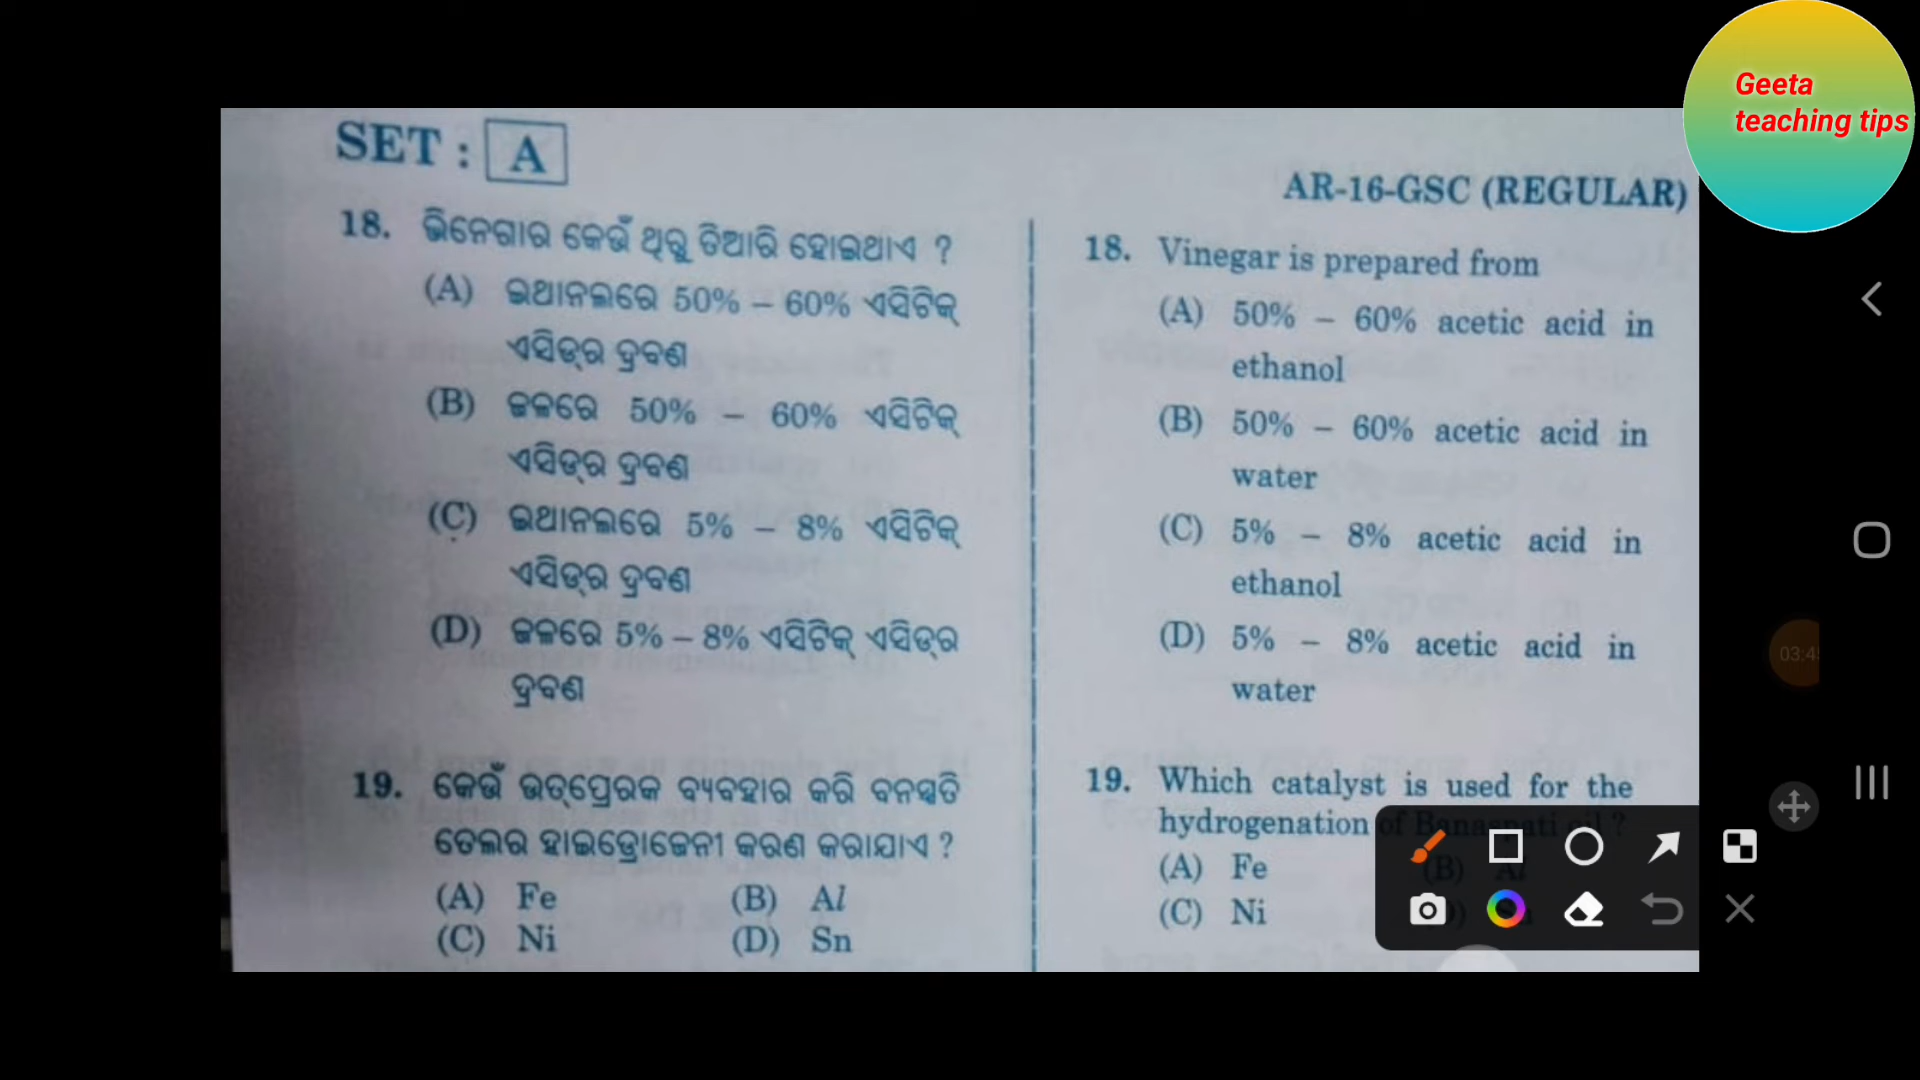 Geeta
teaching tips
SET : A
AR-16-GSC (REGULAR)
18. ଭିନେଗାର କେଉଁ ଥିରୁ ତିଆରି ହୋଇଥାଏ ?
(A) ଇଥାନଲରେ 50% – 60% ଏସିଟିକ୍
ଏସିଡ୍‌ର ଦ୍ରବଣ
(B) ଜଳରେ 50% – 60% ଏସିଟିକ୍
ଏସିଡ୍‌ର ଦ୍ରବଣ
(C) ଇଥାନଲରେ 5% – 8% ଏସିଟିକ୍
ଏସିଡ୍‌ର ଦ୍ରବଣ
(D) ଜଳରେ 5% – 8% ଏସିଟିକ୍ ଏସିଡ୍‌ର
ଦ୍ରବଣ
19. କେଉଁ ଉତ୍‌ପ୍ରେରକ ବ୍ୟବହାର କରି ବନସ୍ପତି
ତେଲର ହାଇଡ୍ରୋଜେନୀ କରଣ କରାଯାଏ ?
(A) Fe (B) Al
(C) Ni (D) Sn
18. Vinegar is prepared from
(A) 50% – 60% acetic acid in
ethanol
(B) 50% – 60% acetic acid in
water
(C) 5% – 8% acetic acid in
ethanol
(D) 5% – 8% acetic acid in
water
19. Which catalyst is used for the
hydrogenation of Banaspati oil ?
(A) Fe (B) Al
(C) Ni